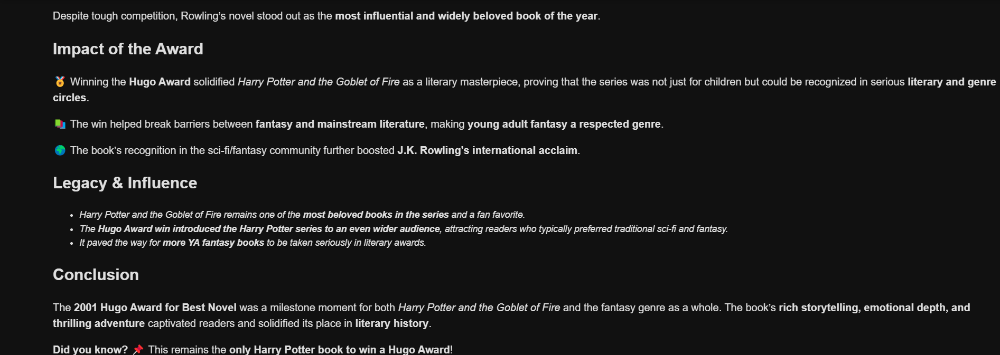 Despite tough competition, Rowling’s novel stood out as the most influential and widely beloved book of the year.
Impact of the Award
🏅 Winning the Hugo Award solidified Harry Potter and the Goblet of Fire as a literary masterpiece, proving that the series was not just for children but could be recognized in serious literary and genre
circles.
📚 The win helped break barriers between fantasy and mainstream literature, making young adult fantasy a respected genre.
🌍 The book’s recognition in the sci-fi/fantasy community further boosted J.K. Rowling’s international acclaim.
Legacy & Influence
• Harry Potter and the Goblet of Fire remains one of the most beloved books in the series and a fan favorite.
• The Hugo Award win introduced the Harry Potter series to an even wider audience, attracting readers who typically preferred traditional sci-fi and fantasy.
• It paved the way for more YA fantasy books to be taken seriously in literary awards.
Conclusion
The 2001 Hugo Award for Best Novel was a milestone moment for both Harry Potter and the Goblet of Fire and the fantasy genre as a whole. The book’s rich storytelling, emotional depth, and
thrilling adventure captivated readers and solidified its place in literary history.
Did you know? 📌 This remains the only Harry Potter book to win a Hugo Award!